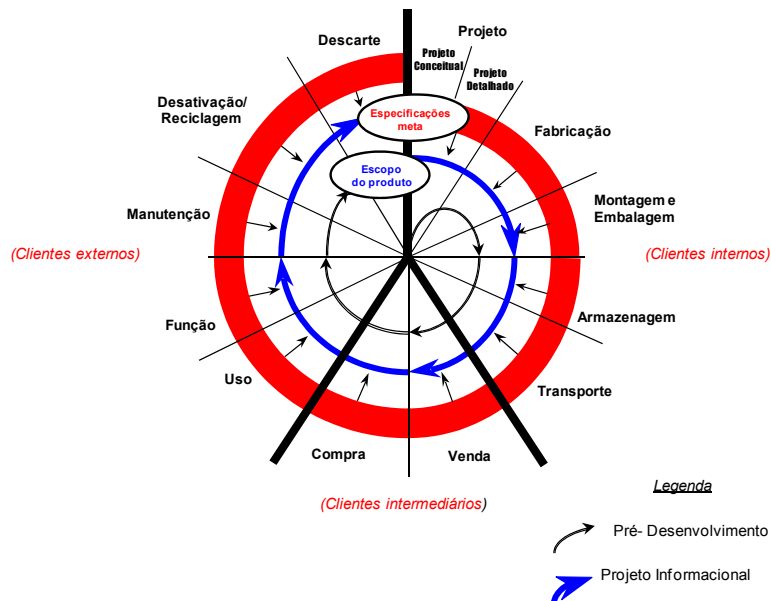 Descarte
Projeto
Projeto
Conceitual
Projeto
Detalhado
Desativação/
Reciclagem
Especificações
meta
Fabricação
Escopo
do produto
Manutenção
Montagem e
Embalagem
(Clientes externos)
(Clientes internos)
Função
Armazenagem
Uso
Transporte
Compra
Venda
(Clientes intermediários)
Legenda
Pré- Desenvolvimento
Projeto Informacional